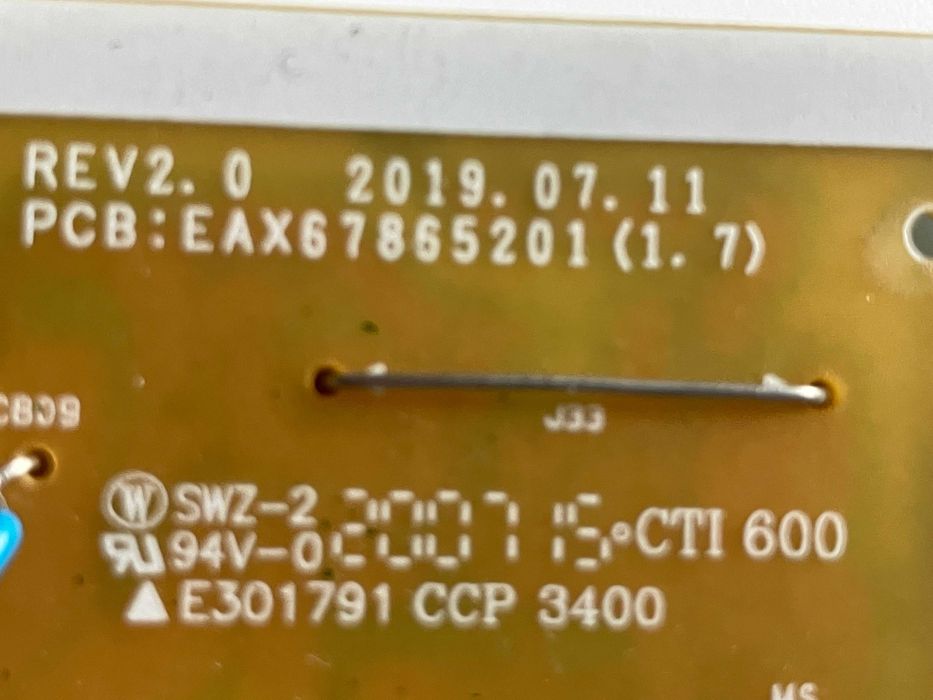 REV2.0 2019.07.11
PCB:EAX67865201(1.7)
J33
C809
W SWZ-2 200715 CTI 600
94V-0
E301791 CCP 3400
MS